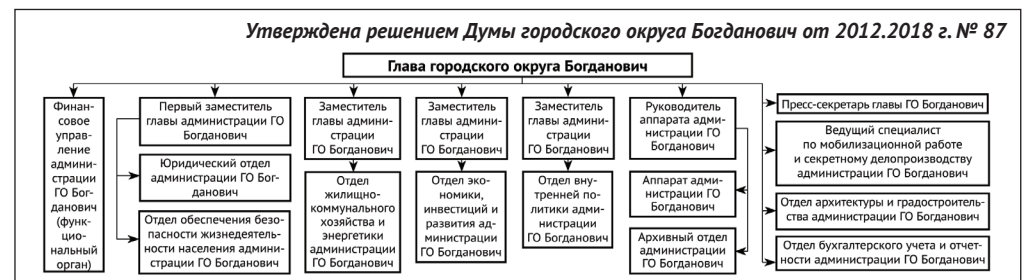 Утверждена решением Думы городского округа Богданович от 2012.2018 г. № 87
Глава городского округа Богданович
Финан-
совое
управ-
ление
админи-
страции
ГО Бог-
данович
(функ-
цио-
нальный
орган)
Первый заместитель
главы администрации ГО
Богданович
Юридический отдел
администрации ГО Бог-
данович
Отдел обеспечения безо-
пасности жизнедеятель-
ности населения админи-
страции ГО Богданович
Заместитель
главы админи-
страции
ГО Богданович
Отдел
жилищно-
коммунального
хозяйства и
энергетики
администрации
ГО Богданович
Заместитель
главы админи-
страции
ГО Богданович
Отдел эко-
номики,
инвестиций и
развития ад-
министрации
ГО Богданович
Заместитель
главы админи-
страции
ГО Богданович
Отдел внут-
ренней по-
литики адми-
нистрации
ГО Богданович
Руководитель
аппарата адми-
нистрации ГО
Богданович
Аппарат адми-
нистрации ГО
Богданович
Архивный отдел
администрации
ГО Богданович
Пресс-секретарь главы ГО Богданович
Ведущий специалист
по мобилизационной работе
и секретному делопроизводству
администрации ГО Богданович
Отдел архитектуры и градостроитель-
ства администрации ГО Богданович
Отдел бухгалтерского учета и отчет-
ности администрации ГО Богданович